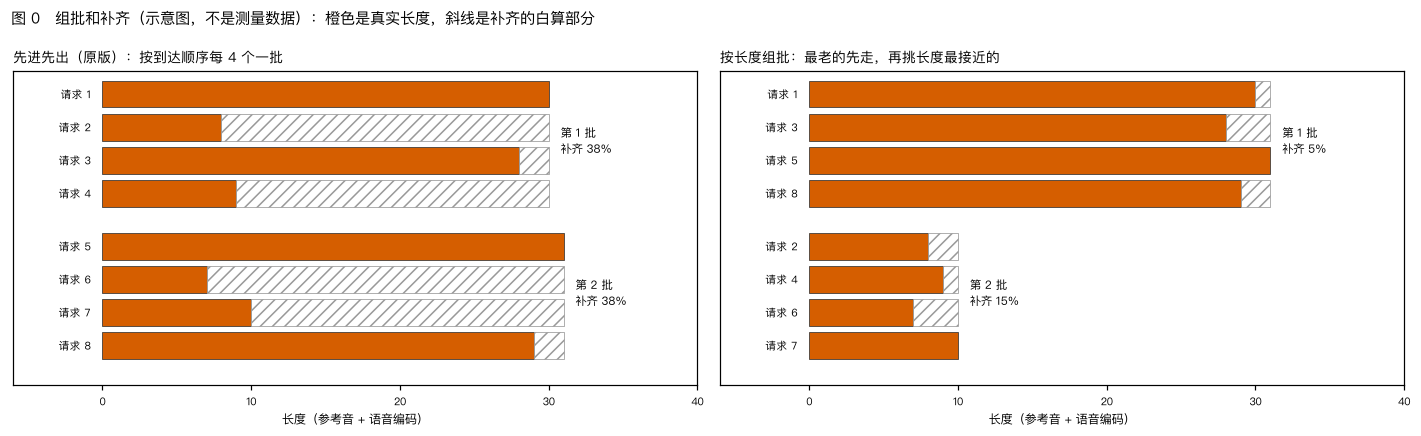 图 0 组批和补齐（示意图，不是测量数据）：橙色是真实长度，斜线是补齐的白算部分
先进先出（原版）：按到达顺序每 4 个一批
请求 1
请求 2
请求 3
请求 4
第 1 批
补齐 38%
请求 5
请求 6
请求 7
请求 8
第 2 批
补齐 38%
0 10 20 30 40
长度（参考音 + 语音编码）
按长度组批：最老的先走，再挑长度最接近的
请求 1
请求 3
请求 5
请求 8
第 1 批
补齐 5%
请求 2
请求 4
请求 6
请求 7
第 2 批
补齐 15%
0 10 20 30 40
长度（参考音 + 语音编码）